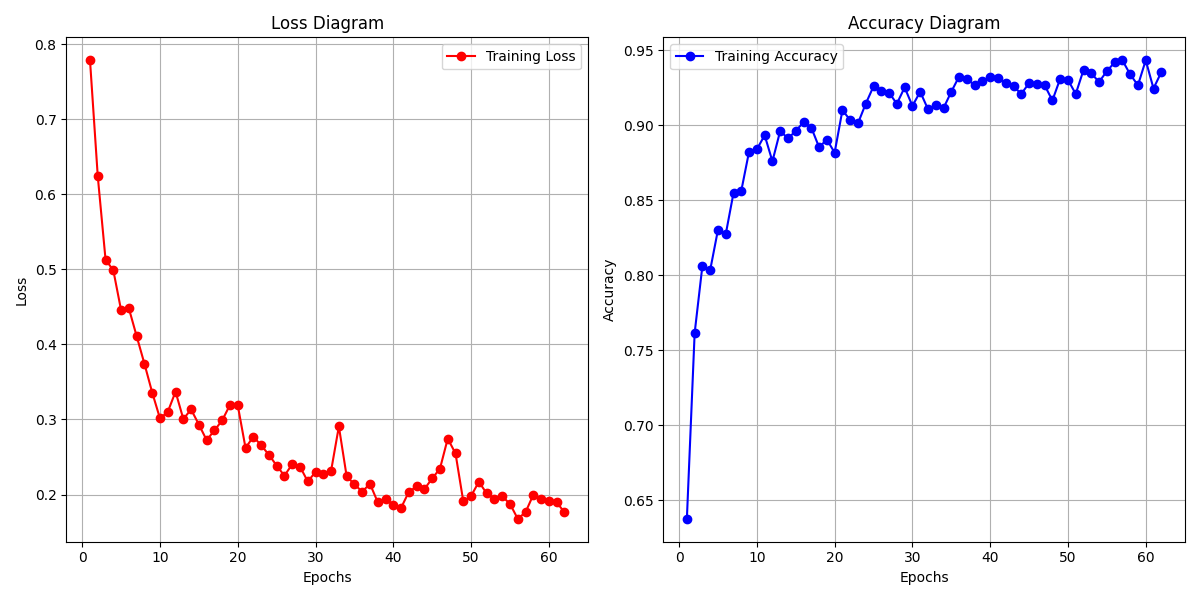 Loss Diagram
Training Loss
0.8
0.7
0.6
0.5
0.4
0.3
0.2
Loss
0 10 20 30 40 50 60
Epochs
Accuracy Diagram
Training Accuracy
0.95
0.90
0.85
0.80
0.75
0.70
0.65
Accuracy
0 10 20 30 40 50 60
Epochs